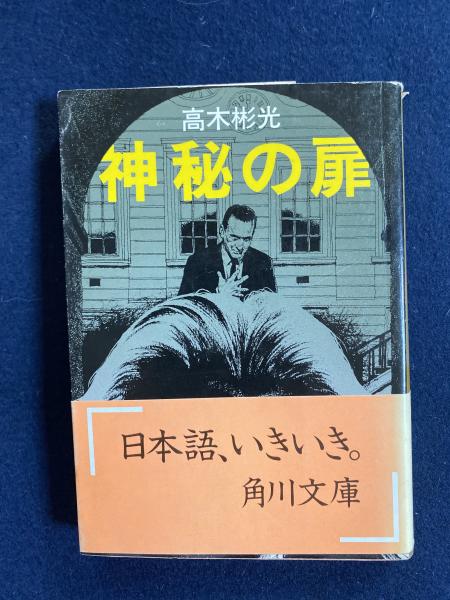 高木彬光
神秘の扉
日本語、いきいき。
角川文庫